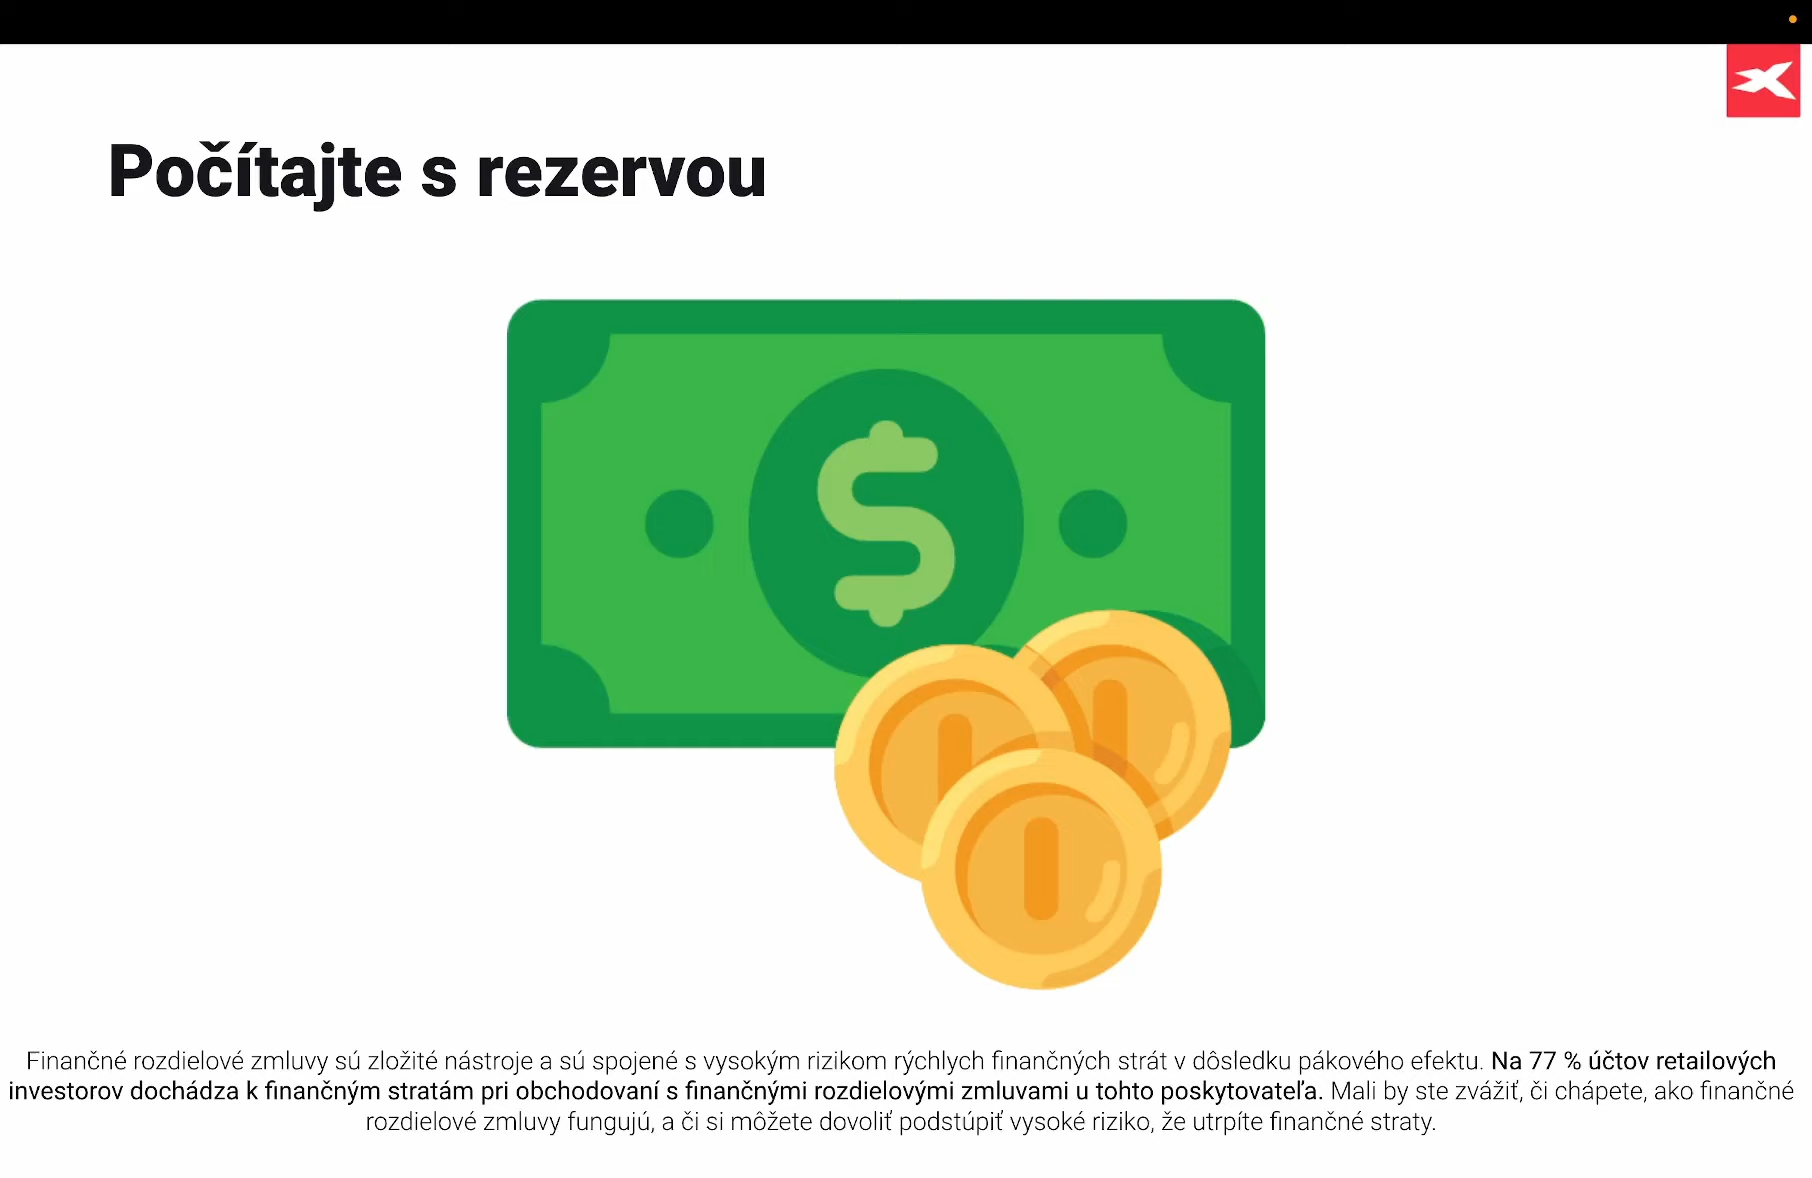 Počítajte s rezervou
$
Finančné rozdielové zmluvy sú zložité nástroje a sú spojené s vysokým rizikom rýchlych finančných strát v dôsledku pákového efektu. Na 77 % účtov retailových
investorov dochádza k finančným stratám pri obchodovaní s finančnými rozdielovými zmluvami u tohto poskytovateľa. Mali by ste zvážiť, či chápete, ako finančné
rozdielové zmluvy fungujú, a či si môžete dovoliť podstúpiť vysoké riziko, že utrpíte finančné straty.